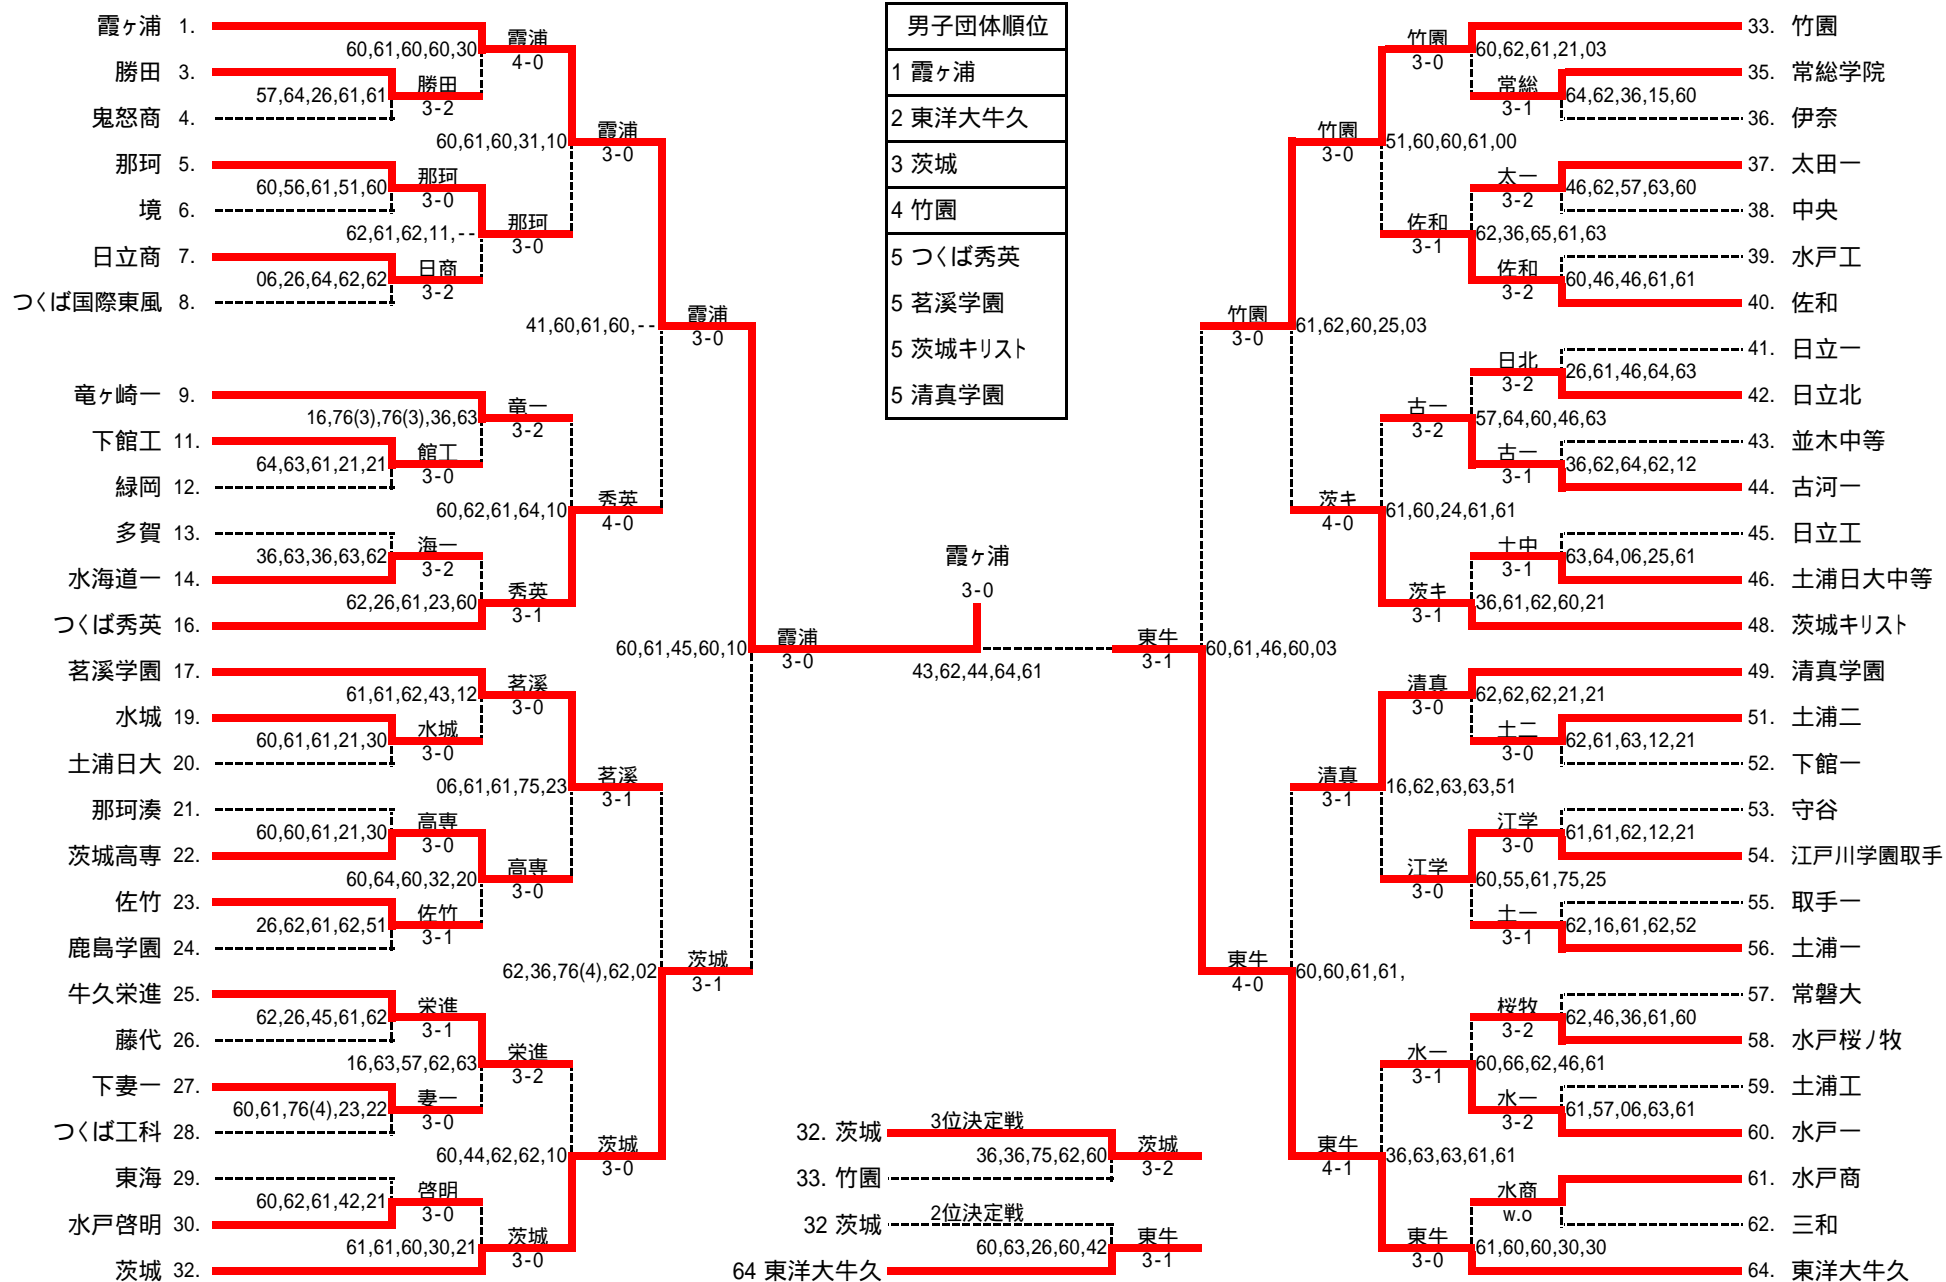 霞ヶ浦 1.
勝田 3.
鬼怒商 4.
那珂 5.
境 6.
日立商 7.
つくば国際東風 8.
竜ヶ崎一 9.
下館工 11.
緑岡 12.
多賀 13.
水海道一 14.
つくば秀英 16.
茗溪学園 17.
水城 19.
土浦日大 20.
那珂湊 21.
茨城高専 22.
佐竹 23.
鹿島学園 24.
牛久栄進 25.
藤代 26.
下妻一 27.
つくば工科 28.
東海 29.
水戸啓明 30.
茨城 32.
57,64,26,61,61
60,56,61,51,60
06,26,64,62,62
64,63,61,21,21
36,63,36,63,62
60,61,61,21,30
60,60,61,21,30
26,62,61,62,51
62,26,45,61,62
60,61,76(4),23,22
60,62,61,42,21
勝田
3-2
那珂
3-0
日商
3-2
館工
3-0
海一
3-2
水城
3-0
高専
3-0
佐竹
3-1
栄進
3-1
妻一
3-0
啓明
3-0
60,61,60,60,30
62,61,62,11,--
16,76(3),76(3),36,63
62,26,61,23,60
61,61,62,43,12
60,64,60,32,20
16,63,57,62,63
61,61,60,30,21
霞浦
4-0
那珂
3-0
竜一
3-2
秀英
3-1
茗溪
3-0
高専
3-0
栄進
3-2
茨城
3-0
60,61,60,31,10
60,62,61,64,10
06,61,61,75,23
60,44,62,62,10
霞浦
3-0
秀英
4-0
茗溪
3-1
茨城
3-0
41,60,61,60,--
62,36,76(4),62,02
霞浦
3-0
茨城
3-1
60,61,45,60,10
霞浦
3-0
男子団体順位
1 霞ヶ浦
2 東洋大牛久
3 茨城
4 竹園
5 つくば秀英
5 茗溪学園
5 茨城キリスト
5 清真学園
霞ヶ浦
3-0
43,62,44,64,61
東牛
3-1
60,61,46,60,03
竹園
3-0
東牛
4-0
61,62,60,25,03
60,60,61,61,
竹園
3-0
茨キ
4-0
清真
3-1
東牛
4-1
51,60,60,61,00
61,60,24,61,61
16,62,63,63,51
36,63,63,61,61
竹園
3-0
佐和
3-1
古一
3-2
茨キ
3-1
清真
3-0
江学
3-0
水一
3-1
東牛
3-0
60,62,61,21,03
62,36,65,61,63
57,64,60,46,63
36,61,62,60,21
62,62,62,21,21
60,55,61,75,25
60,66,62,46,61
61,60,60,30,30
常総
3-1
太一
3-2
佐和
3-2
日北
3-2
古一
3-1
土中
3-1
土二
3-0
江学
3-0
土一
3-1
桜牧
3-2
水一
3-2
水商
w.o
64,62,36,15,60
46,62,57,63,60
60,46,46,61,61
26,61,46,64,63
36,62,64,62,12
63,64,06,25,61
62,61,63,12,21
61,61,62,12,21
62,16,61,62,52
62,46,36,61,60
61,57,06,63,61
33. 竹園
35. 常総学院
36. 伊奈
37. 太田一
38. 中央
39. 水戸工
40. 佐和
41. 日立一
42. 日立北
43. 並木中等
44. 古河一
45. 日立工
46. 土浦日大中等
48. 茨城キリスト
49. 清真学園
51. 土浦二
52. 下館一
53. 守谷
54. 江戸川学園取手
55. 取手一
56. 土浦一
57. 常磐大
58. 水戸桜ノ牧
59. 土浦工
60. 水戸一
61. 水戸商
62. 三和
64. 東洋大牛久
3位決定戦
32. 茨城
36,36,75,62,60
33. 竹園
茨城
3-2
2位決定戦
32 茨城
60,63,26,60,42
64 東洋大牛久
東牛
3-1